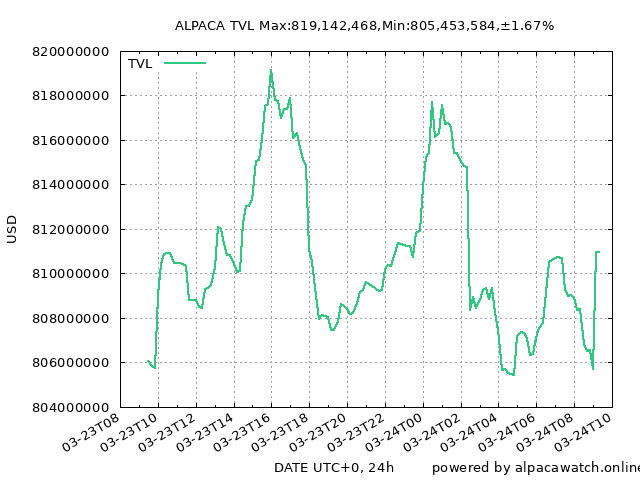 ALPACA TVL Max:819,142,468,Min:805,453,584,±1.67%
TVL
USD
820000000
818000000
816000000
814000000
812000000
810000000
808000000
806000000
804000000
03-23T08
03-23T10
03-23T12
03-23T14
03-23T16
03-23T18
03-23T20
03-23T22
03-24T00
03-24T02
03-24T04
03-24T06
03-24T08
03-24T10
DATE UTC+0, 24h
powered by alpacawatch.online